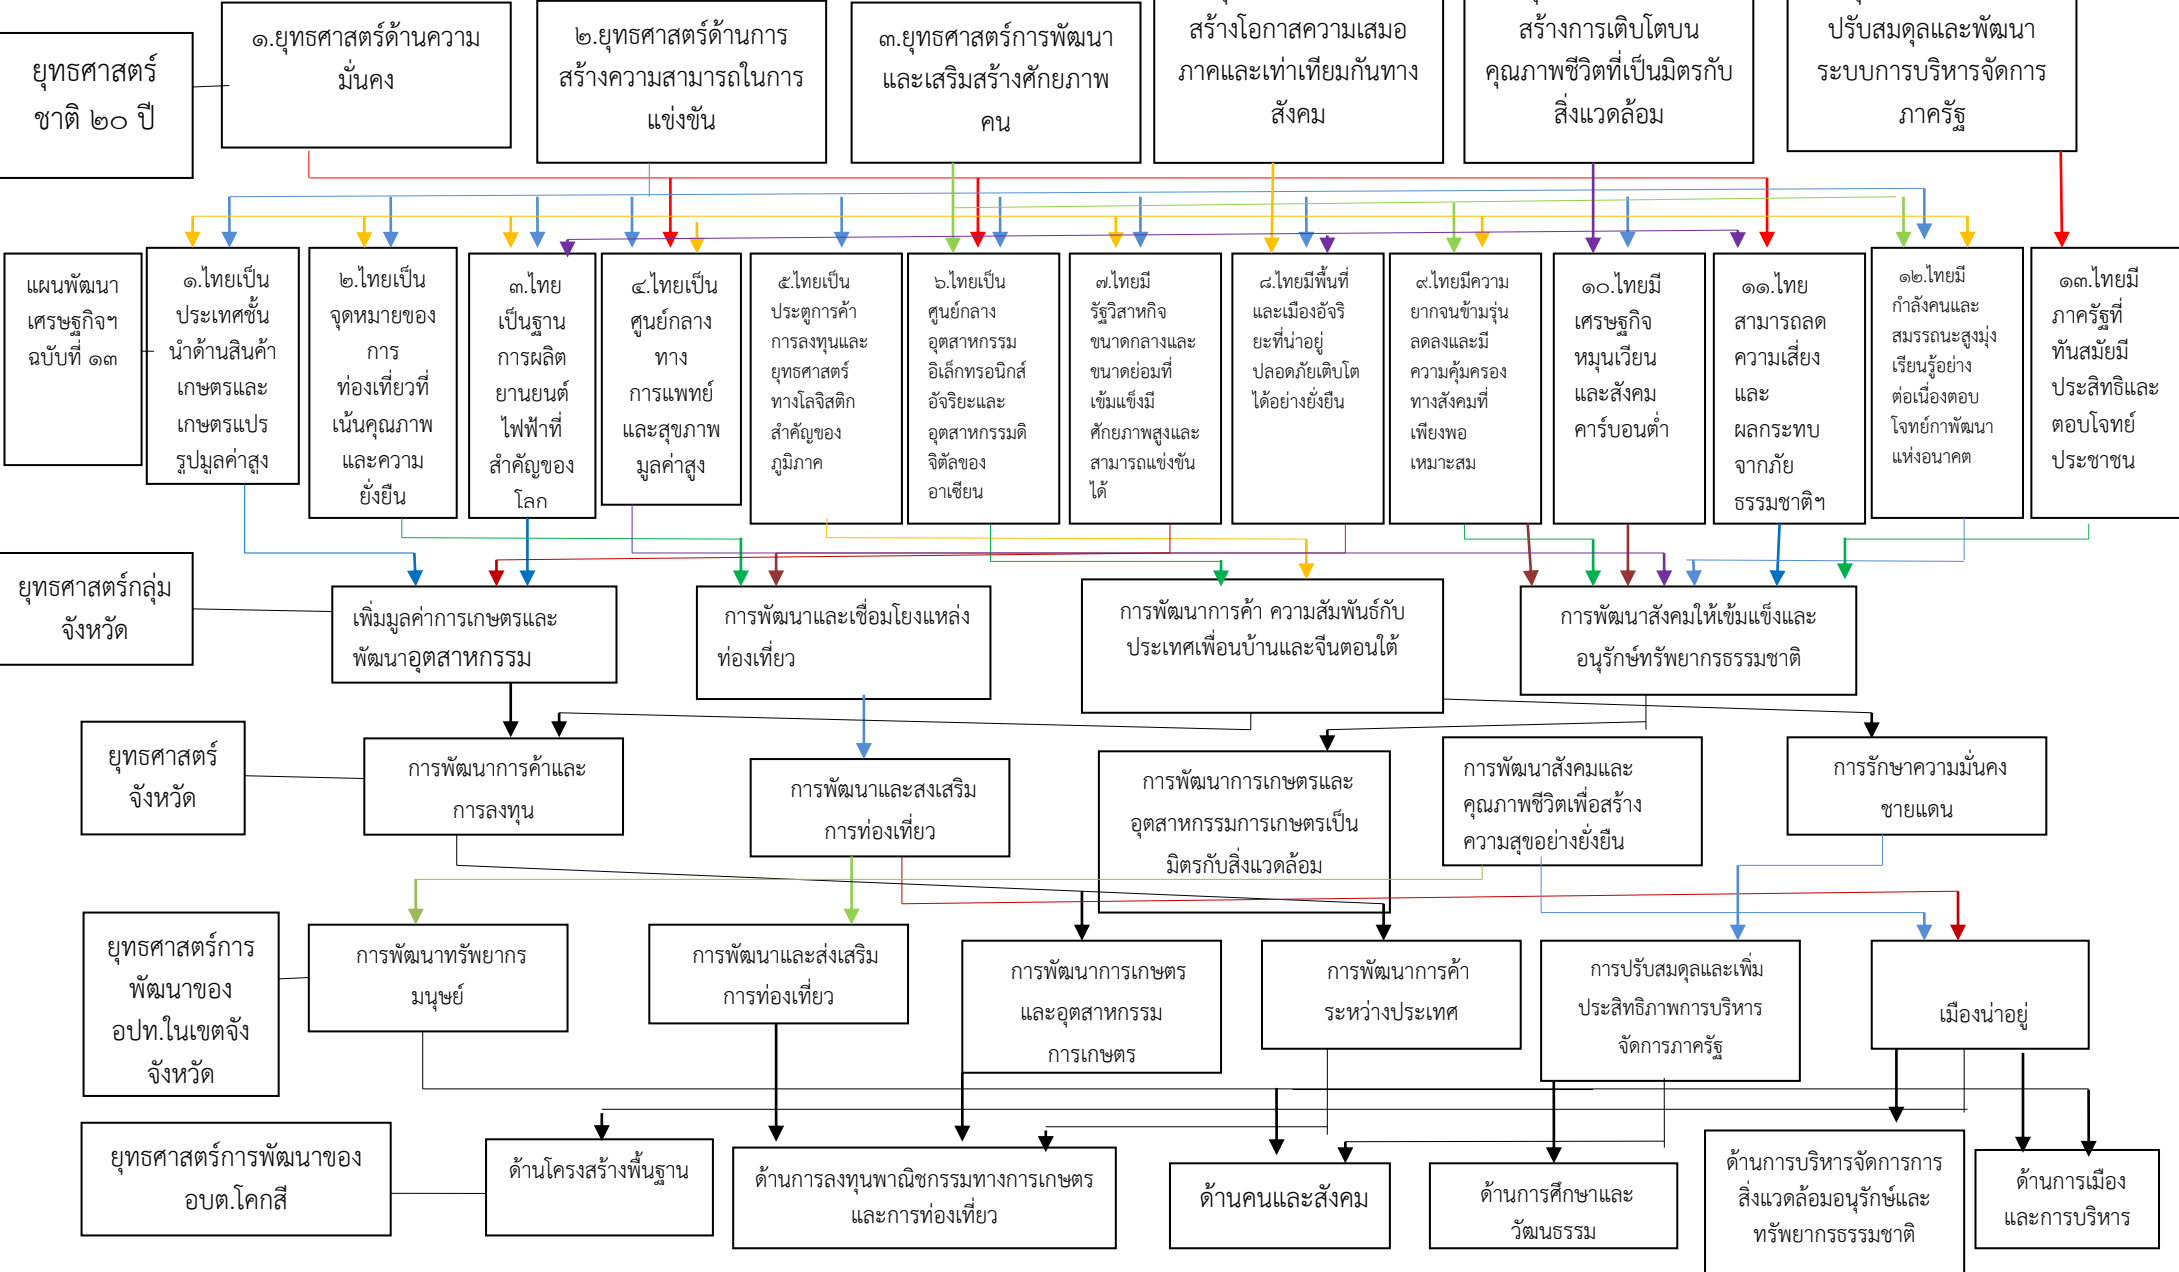 ยุทธศาสตร์
ชาติ ๒๐ ปี
๑.ยุทธศาสตร์ด้านความ
มั่นคง
๒.ยุทธศาสตร์ด้านการ
สร้างความสามารถในการ
แข่งขัน
๓.ยุทธศาสตร์การพัฒนา
และเสริมสร้างศักยภาพ
คน
สร้างโอกาสความเสมอ
ภาคและเท่าเทียมกันทาง
สังคม
สร้างการเติบโตบน
คุณภาพชีวิตที่เป็นมิตรกับ
สิ่งแวดล้อม
ปรับสมดุลและพัฒนา
ระบบการบริหารจัดการ
ภาครัฐ
แผนพัฒนา
เศรษฐกิจฯ
ฉบับที่ ๑๓
๑.ไทยเป็น
ประเทศชั้น
นำด้านสินค้า
เกษตรและ
เกษตรแปร
รูปมูลค่าสูง
๒.ไทยเป็น
จุดหมายของ
การ
ท่องเที่ยวที่
เน้นคุณภาพ
และความ
ยั่งยืน
๓.ไทย
เป็นฐาน
การผลิต
ยานยนต์
ไฟฟ้าที่
สำคัญของ
โลก
๔.ไทยเป็น
ศูนย์กลาง
ทาง
การแพทย์
และสุขภาพ
มูลค่าสูง
๕.ไทยเป็น
ประตูการค้า
การลงทุนและ
ยุทธศาสตร์
ทางโลจิสติก
สำคัญของ
ภูมิภาค
๖.ไทยเป็น
ศูนย์กลาง
อุตสาหกรรม
อิเล็กทรอนิกส์
อัจริยะและ
อุตสาหกรรมดิ
จิตัลของ
อาเซียน
๗.ไทยมี
รัฐวิสาหกิจ
ขนาดกลางและ
ขนาดย่อมที่
เข้มแข็งมี
ศักยภาพสูงและ
สามารถแข่งขัน
ได้
๘.ไทยมีพื้นที่
และเมืองอัจริ
ยะที่น่าอยู่
ปลอดภัยเติบโต
ได้อย่างยั่งยืน
๙.ไทยมีความ
ยากจนข้ามรุ่น
ลดลงและมี
ความคุ้มครอง
ทางสังคมที่
เพียงพอ
เหมาะสม
๑๐.ไทยมี
เศรษฐกิจ
หมุนเวียน
และสังคม
คาร์บอนต่ำ
๑๑.ไทย
สามารถลด
ความเสี่ยง
และ
ผลกระทบ
จากภัย
ธรรมชาติฯ
๑๒.ไทยมี
กำลังคนและ
สมรรถนะสูงมุ่ง
เรียนรู้อย่าง
ต่อเนื่องตอบ
โจทย์กาพัฒนา
แห่งอนาคต
๑๓.ไทยมี
ภาครัฐที่
ทันสมัยมี
ประสิทธิและ
ตอบโจทย์
ประชาชน
ยุทธศาสตร์กลุ่ม
จังหวัด
เพิ่มมูลค่าการเกษตรและ
พัฒนาอุตสาหกรรม
การพัฒนาและเชื่อมโยงแหล่ง
ท่องเที่ยว
การพัฒนาการค้า ความสัมพันธ์กับ
ประเทศเพื่อนบ้านและจีนตอนใต้
การพัฒนาสังคมให้เข้มแข็งและ
อนุรักษ์ทรัพยากรธรรมชาติ
ยุทธศาสตร์
จังหวัด
การพัฒนาการค้าและ
การลงทุน
การพัฒนาและสงเสริม
การท่องเที่ยว
การพัฒนาการเกษตรและ
อุตสาหกรรมการเกษตรเป็น
มิตรกับสิ่งแวดล้อม
การพัฒนาสังคมและ
คุณภาพชีวิตเพื่อสร้าง
ความสุขอย่างยั่งยืน
การรักษาความมั่นคง
ชายแดน
ยุทธศาสตร์การ
พัฒนาของ
อปท.ในเขตจัง
จังหวัด
การพัฒนาทรัพยากร
มนุษย์
การพัฒนาและส่งเสริม
การท่องเที่ยว
การพัฒนาการเกษตร
และอุตสาหกรรม
การเกษตร
การพัฒนาการค้า
ระหว่างประเทศ
การปรับสมดุลและเพิ่ม
ประสิทธิภาพการบริหาร
จัดการภาครัฐ
เมืองน่าอยู่
ยุทธศาสตร์การพัฒนาของ
อบต.โคกสี
ด้านโครงสร้างพื้นฐาน
ด้านการลงทุนพาณิชกรรมทางการเกษตร
และการท่องเที่ยว
ด้านคนและสังคม
ด้านการศึกษาและ
วัฒนธรรม
ด้านการบริหารจัดการการ
สิ่งแวดล้อมอนุรักษ์และ
ทรัพยากรธรรมชาติ
ด้านการเมือง
และการบริหาร